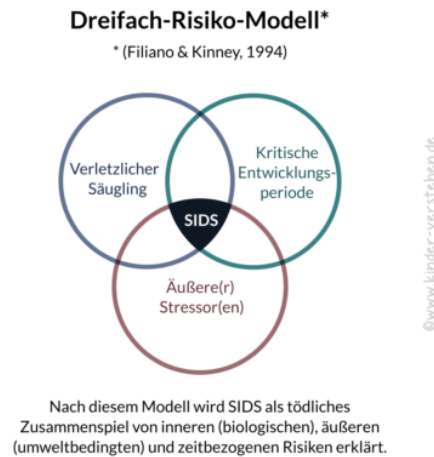 Dreifach-Risiko-Modell*
* (Filiano & Kinney, 1994)
Verletzlicher
Säugling
Kritische
Entwicklungs-
periode
SIDS
Äußere(r)
Stressor(en)
Nach diesem Modell wird SIDS als tödliches
Zusammenspiel von inneren (biologischen), äußeren
(umweltbedingten) und zeitbezogenen Risiken erklärt.
©www.kinder-verstehen.de